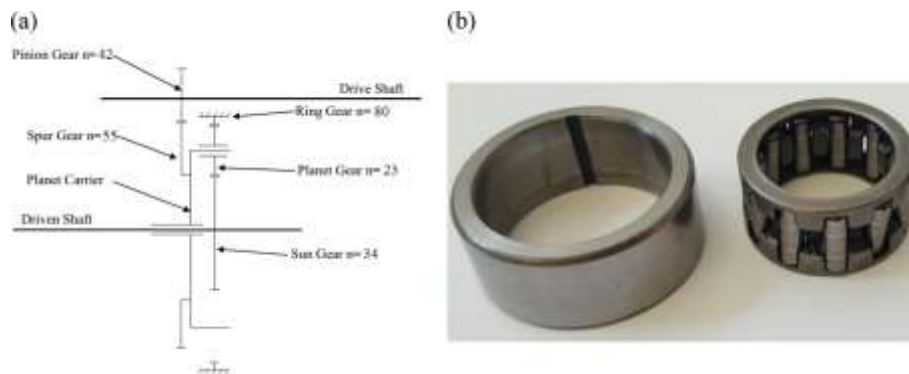 (a)
(b)
Pinion Gear n=42
Drive Shaft
Ring Gear n= 80
Spur Gear n=55
Planet Gear n= 23
Planet Carrier
Driven Shaft
Sun Gear n=34